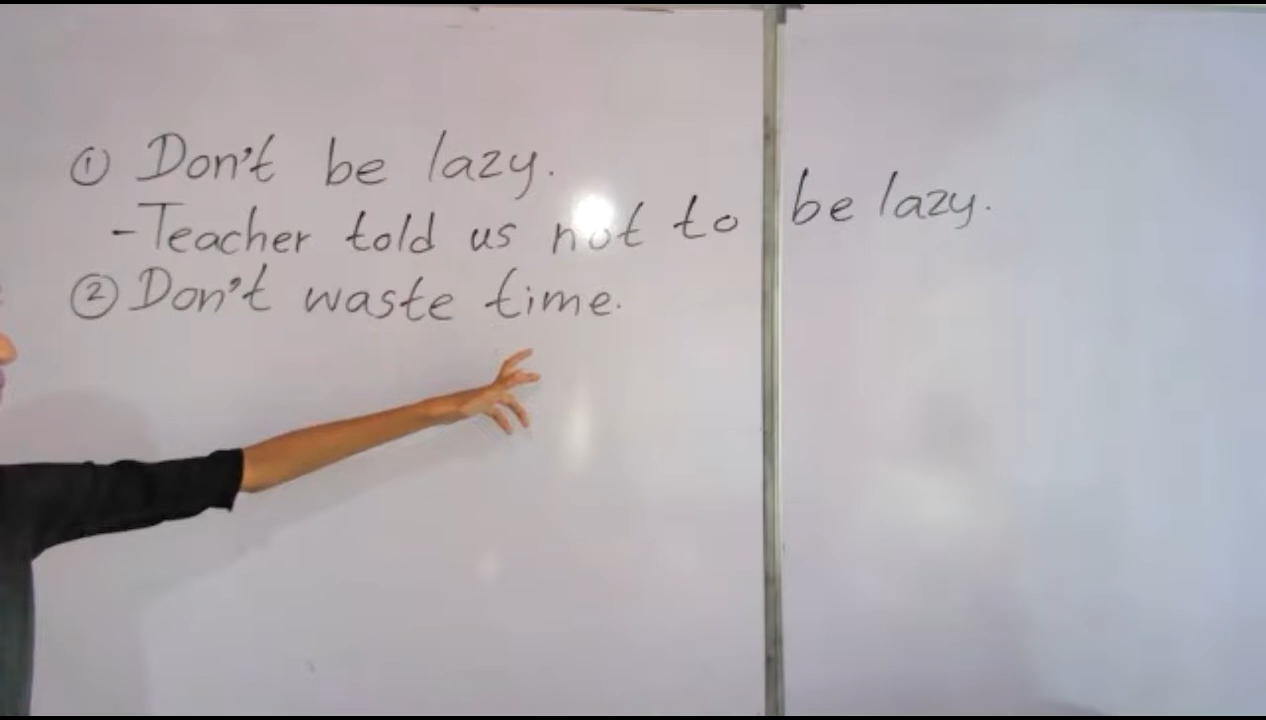 ① Don't be lazy.
- Teacher told us not to be lazy.
② Don't waste time.